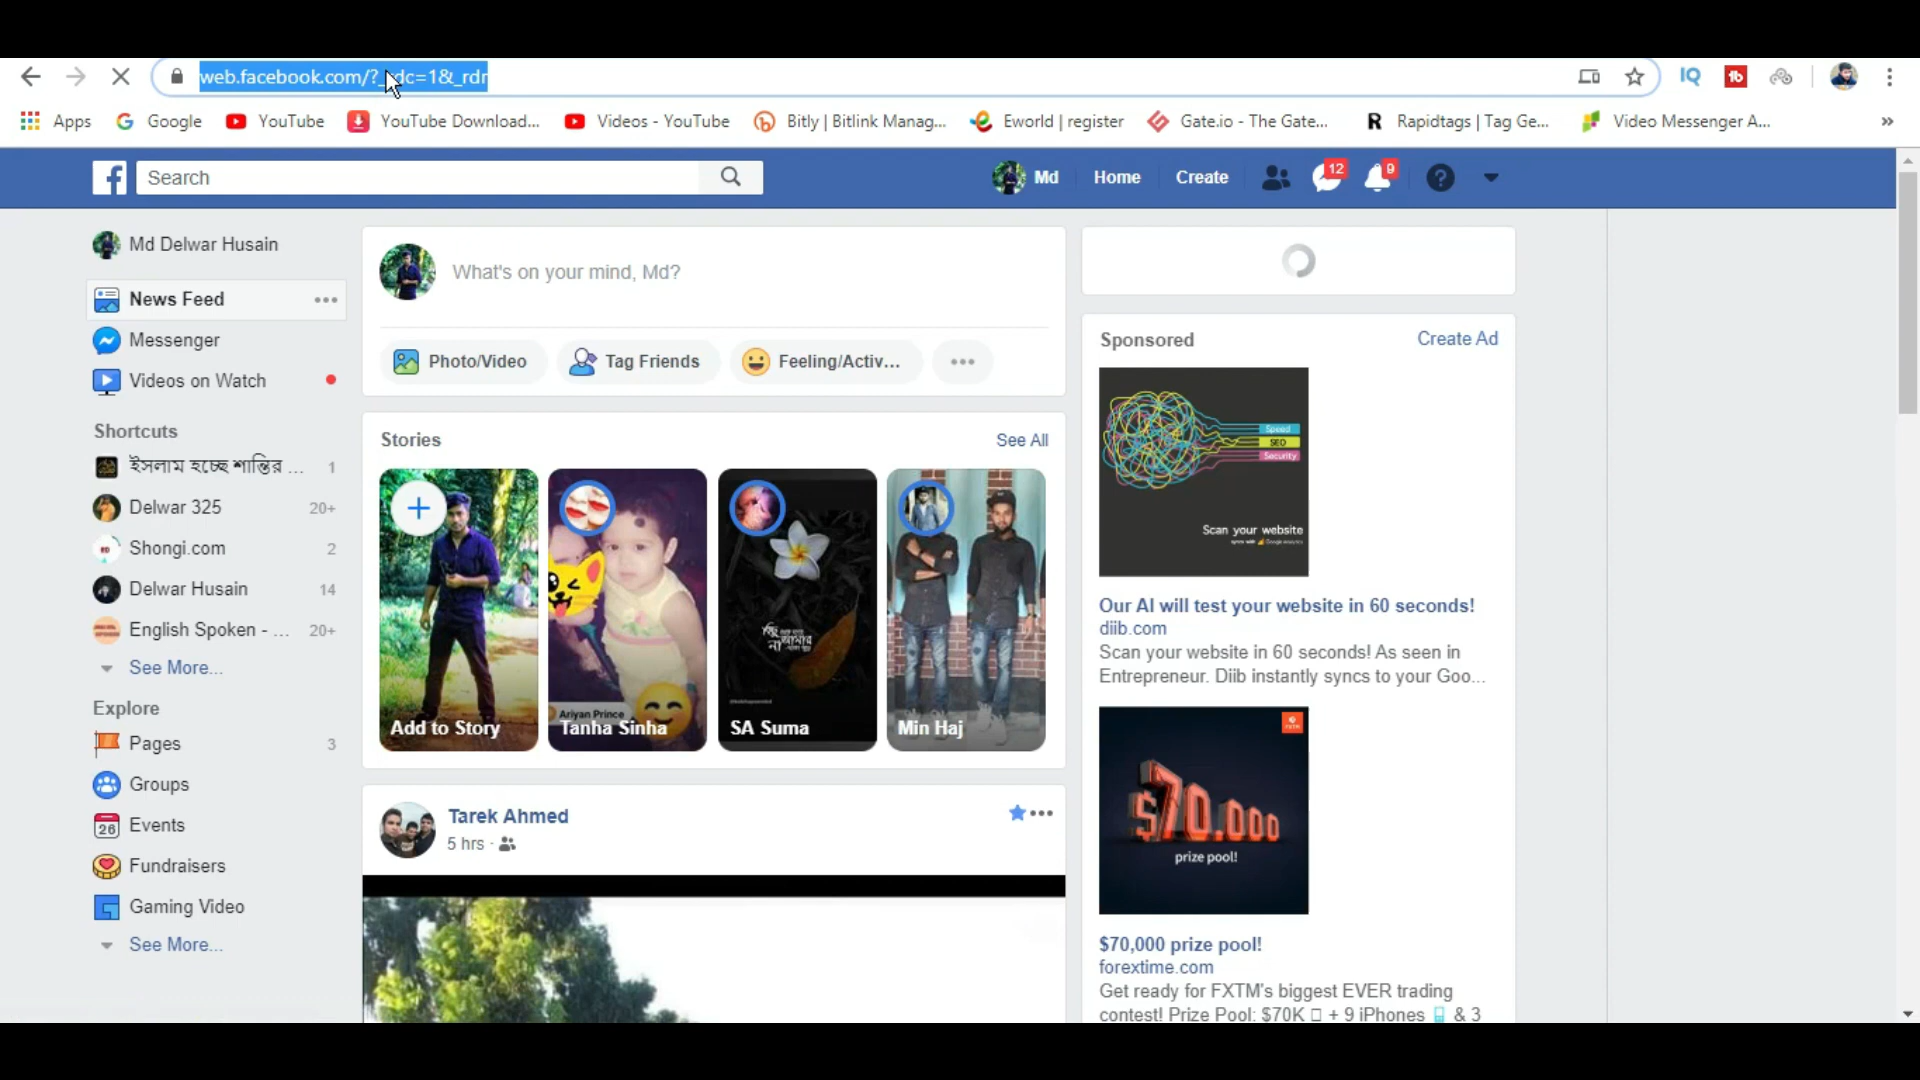 web.facebook.com/?_rdc=1&_rdr
Apps Google YouTube YouTube Download... Videos - YouTube Bitly | Bitlink Manag... Eworld | register Gate.io - The Gate... Rapidtags | Tag Ge... Video Messenger A... »
Search
Md Home Create 12 9
Md Delwar Husain
News Feed
Messenger
Videos on Watch
Shortcuts
ইসলাম হচ্ছে শান্তির ... 1
Delwar 325 20+
Shongi.com 2
Delwar Husain 14
English Spoken - ... 20+
See More...
Explore
Pages 3
Groups
26 Events
Fundraisers
Gaming Video
See More...
What's on your mind, Md?
Photo/Video Tag Friends Feeling/Activ...
Stories See All
Add to Story
Ariyan Prince
Tanha Sinha
SA Suma
Min Haj
Tarek Ahmed
5 hrs ·
Sponsored Create Ad
Speed
SEO
Security
Scan your website
Our AI will test your website in 60 seconds!
diib.com
Scan your website in 60 seconds! As seen in
Entrepreneur. Diib instantly syncs to your Goo...
FXTM
$70.000
prize pool!
$70,000 prize pool!
forextime.com
Get ready for FXTM's biggest EVER trading
contest! Prize Pool: $70K + 9 iPhones & 3